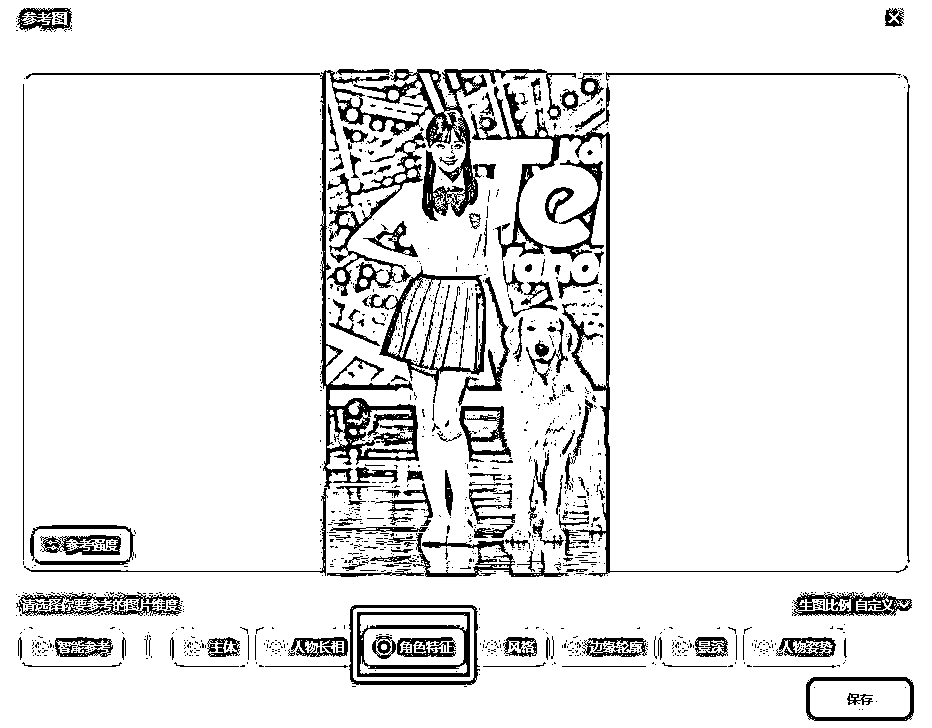 参考图
ka
Te
nano
参考强度
请选择你要参考的图片维度
生图比例 自定义
智能参考
主体
人物长相
角色特征
风格
边缘轮廓
景深
人物姿势
保存